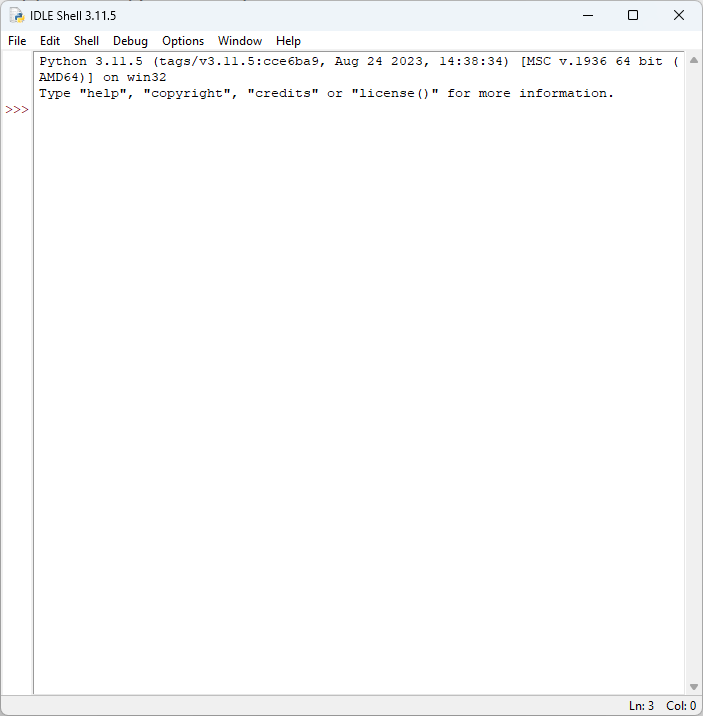 IDLE Shell 3.11.5
File Edit Shell Debug Options Window Help
Python 3.11.5 (tags/v3.11.5:cce6ba9, Aug 24 2023, 14:38:34) [MSC v.1936 64 bit (
AMD64)] on win32
Type "help", "copyright", "credits" or "license()" for more information.
>>>
Ln: 3 Col: 0